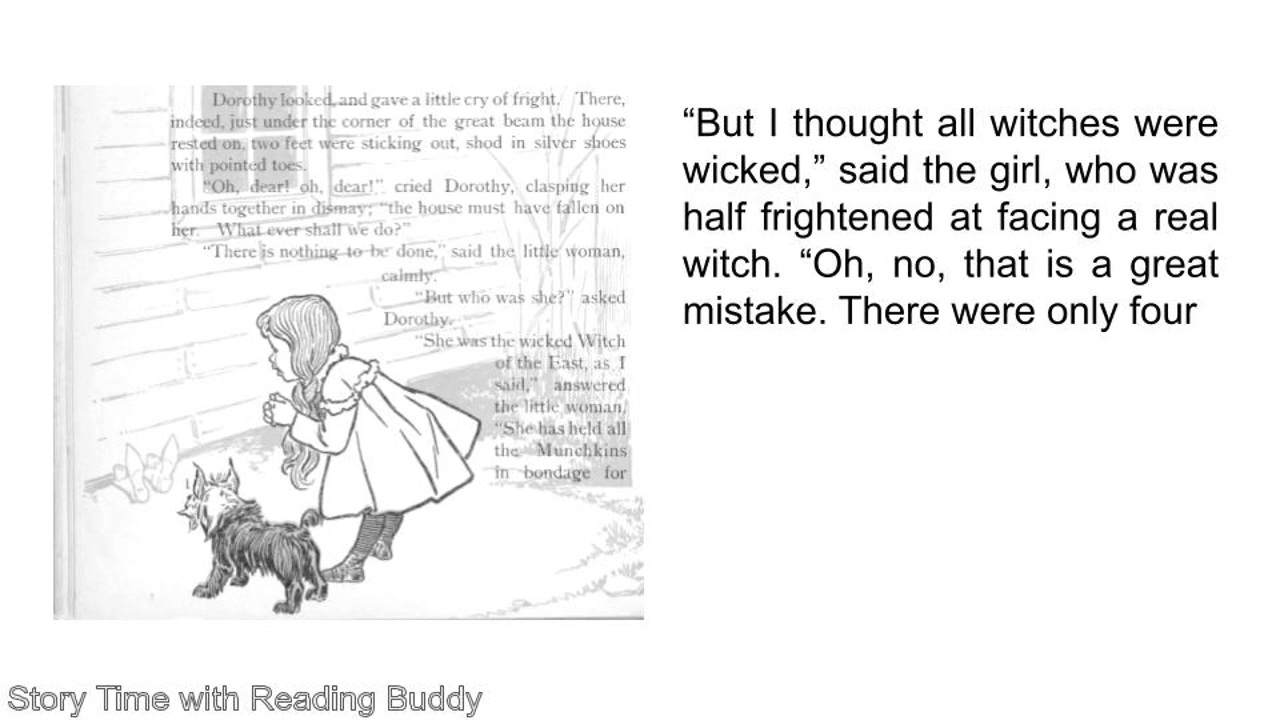 Dorothy looked, and gave a little cry of fright. There,
indeed, just under the corner of the great beam the house
rested on, two feet were sticking out, shod in silver shoes
with pointed toes.
"Oh, dear! oh, dear!" cried Dorothy, clasping her
hands together in dismay; "the house must have fallen on
her. What ever shall we do?"
"There is nothing to be done," said the little woman,
calmly.
"But who was she?" asked
Dorothy.
"She was the wicked Witch
of the East, as I
said," answered
the little woman.
"She has held all
the Munchkins
in bondage for
“But I thought all witches were
wicked,” said the girl, who was
half frightened at facing a real
witch. “Oh, no, that is a great
mistake. There were only four
Story Time with Reading Buddy